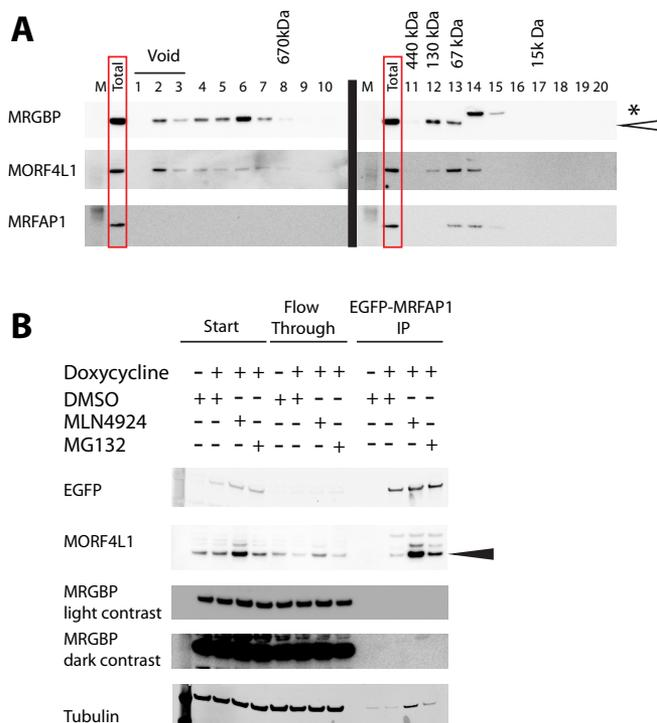 A
Void
670kDa
440 kDa
130 kDa
67 kDa
15k Da
M Total 1 2 3 4 5 6 7 8 9 10 M Total 11 12 13 14 15 16 17 18 19 20
MRGBP *
MORF4L1
MRFAP1
B
Start Flow Through EGFP-MRFAP1 IP
Doxycycline - + + + - + + + - + + +
DMSO ++ - - ++ - - ++ - -
MLN4924 - - + - - - + - - - + -
MG132 - - - + - - - + - - - +
EGFP
MORF4L1
MRGBP
light contrast
MRGBP
dark contrast
Tubulin